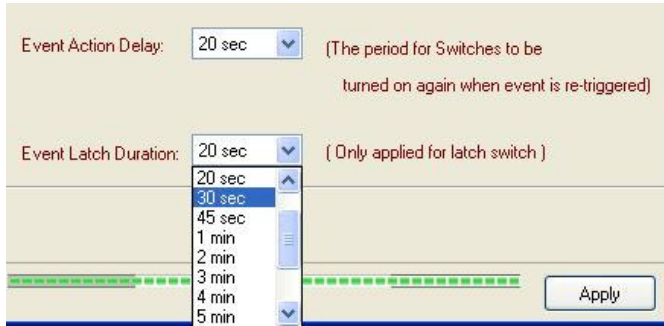 Event Action Delay: 20 sec (The period for Switches to be
turned on again when event is re-triggered)
Event Latch Duration: 20 sec ( Only applied for latch switch )
20 sec
30 sec
45 sec
1 min
2 min
3 min
4 min
5 min
Apply